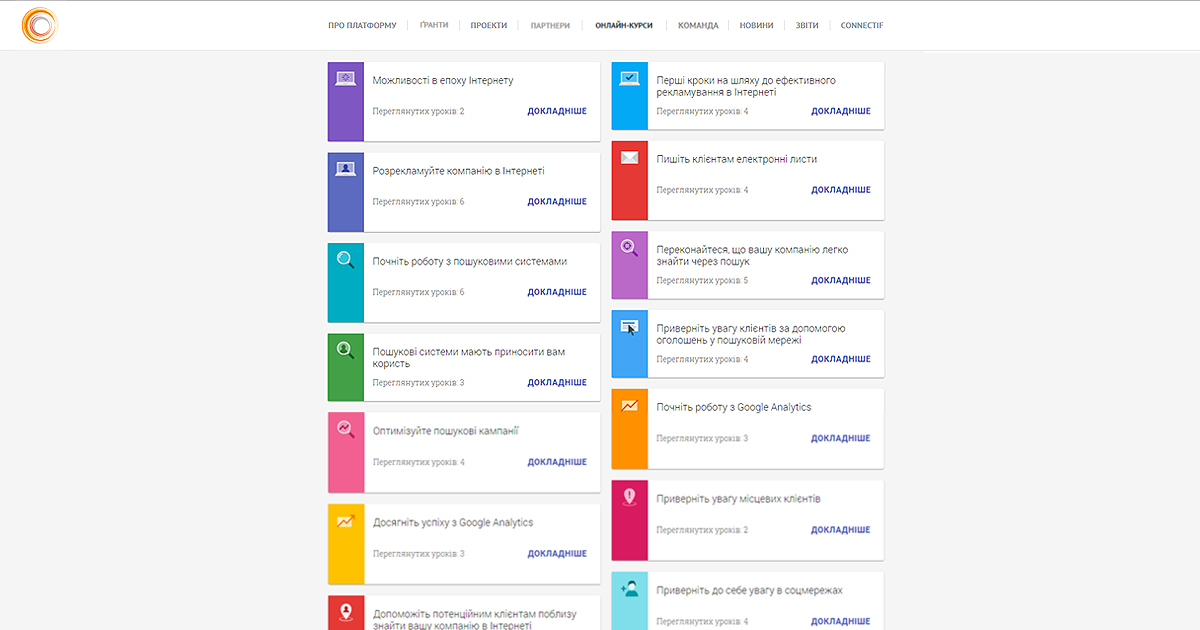 ПРО ПЛАТФОРМУ ҐРАНТИ ПРОЕКТИ ПАРТНЕРИ ОНЛАЙН-КУРСИ КОМАНДА НОВИНИ ЗВІТИ CONNECTIF
Можливості в епоху Інтернету
Переглянутих уроків: 2 ДОКЛАДНІШЕ
Розрекламуйте компанію в Інтернеті
Переглянутих уроків: 6 ДОКЛАДНІШЕ
Почніть роботу з пошуковими системами
Переглянутих уроків: 6 ДОКЛАДНІШЕ
Пошукові системи мають приносити вам
користь
Переглянутих уроків: 3 ДОКЛАДНІШЕ
Оптимізуйте пошукові кампанії
Переглянутих уроків: 4 ДОКЛАДНІШЕ
Досягніть успіху з Google Analytics
Переглянутих уроків: 3 ДОКЛАДНІШЕ
Допоможіть потенційним клієнтам поблизу
знайти вашу компанію в Інтернеті
Перші кроки на шляху до ефективного
рекламування в Інтернеті
Переглянутих уроків: 4 ДОКЛАДНІШЕ
Пишіть клієнтам електронні листи
Переглянутих уроків: 4 ДОКЛАДНІШЕ
Переконайтеся, що вашу компанію легко
знайти через пошук
Переглянутих уроків: 5 ДОКЛАДНІШЕ
Приверніть увагу клієнтів за допомогою
оголошень у пошуковій мережі
Переглянутих уроків: 4 ДОКЛАДНІШЕ
Почніть роботу з Google Analytics
Переглянутих уроків: 3 ДОКЛАДНІШЕ
Приверніть увагу місцевих клієнтів
Переглянутих уроків: 2 ДОКЛАДНІШЕ
Приверніть до себе увагу в соцмережах
Переглянутих уроків: 4 ДОКЛАДНІШЕ